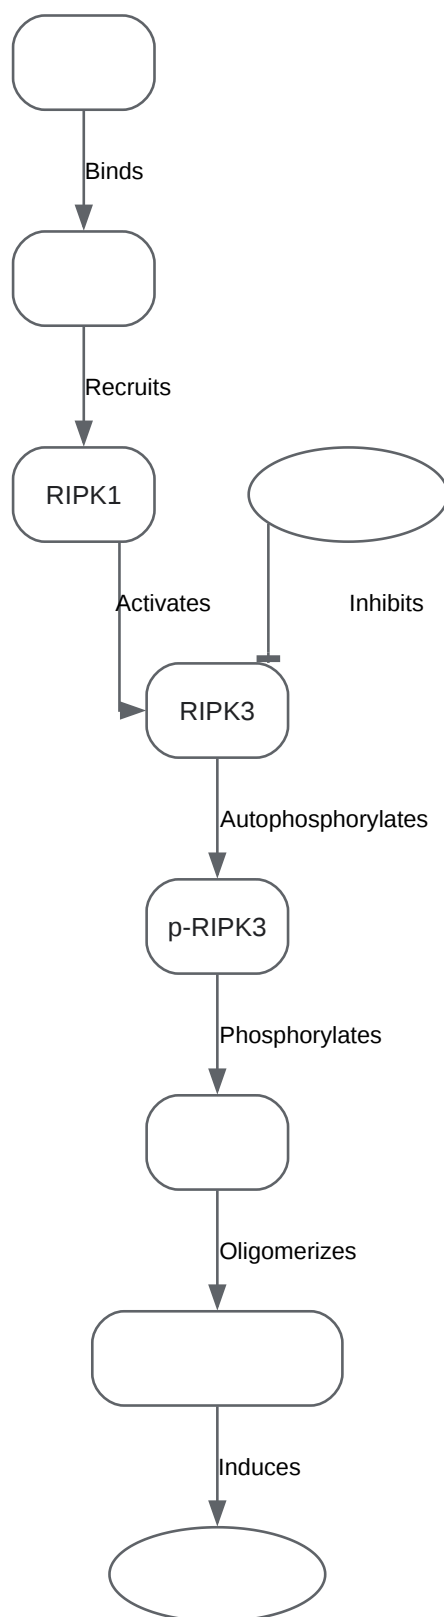 Binds
Recruits
RIPK1
Activates
Inhibits
RIPK3
Autophosphorylates
p-RIPK3
Phosphorylates
Oligomerizes
Induces